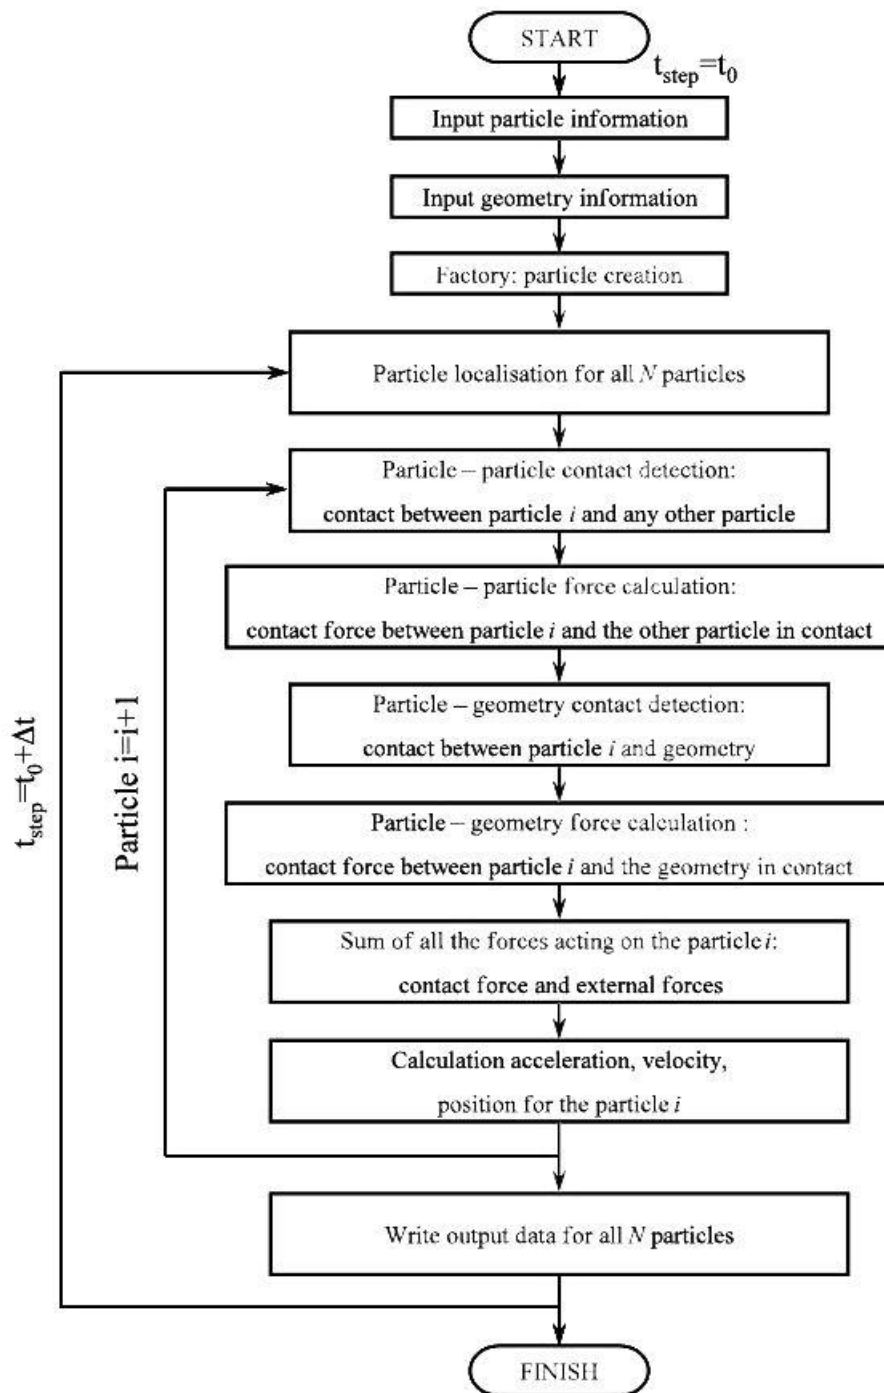 START
t_step=t_0
Input particle information
Input geometry information
Factory: particle creation
Particle localisation for all N particles
Particle – particle contact detection:
contact between particle i and any other particle
Particle – particle force calculation:
contact force between particle i and the other particle in contact
Particle – geometry contact detection:
contact between particle i and geometry
Particle – geometry force calculation :
contact force between particle i and the geometry in contact
Sum of all the forces acting on the particle i:
contact force and external forces
Calculation acceleration, velocity,
position for the particle i
Write output data for all N particles
FINISH
Particle i=i+1
t_step=t_0+Δt